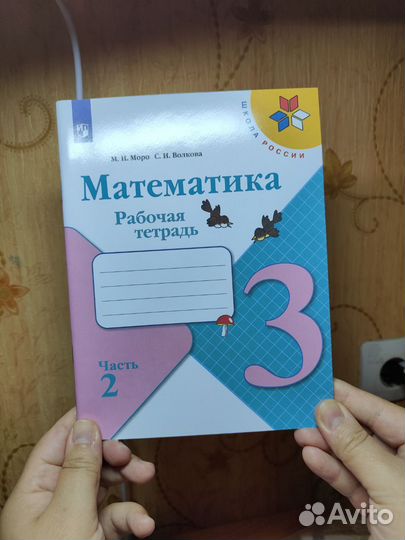 ШКОЛА РОССИИ
М. И. Моро С. И. Волкова
Математика
Рабочая
тетрадь
3
Часть
2
Avito